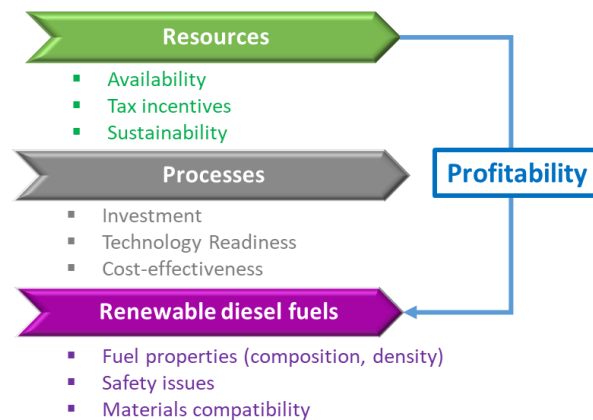 Resources
▪ Availability
▪ Tax incentives
▪ Sustainability
Processes
Profitability
▪ Investment
▪ Technology Readiness
▪ Cost-effectiveness
Renewable diesel fuels
▪ Fuel properties (composition, density)
▪ Safety issues
▪ Materials compatibility